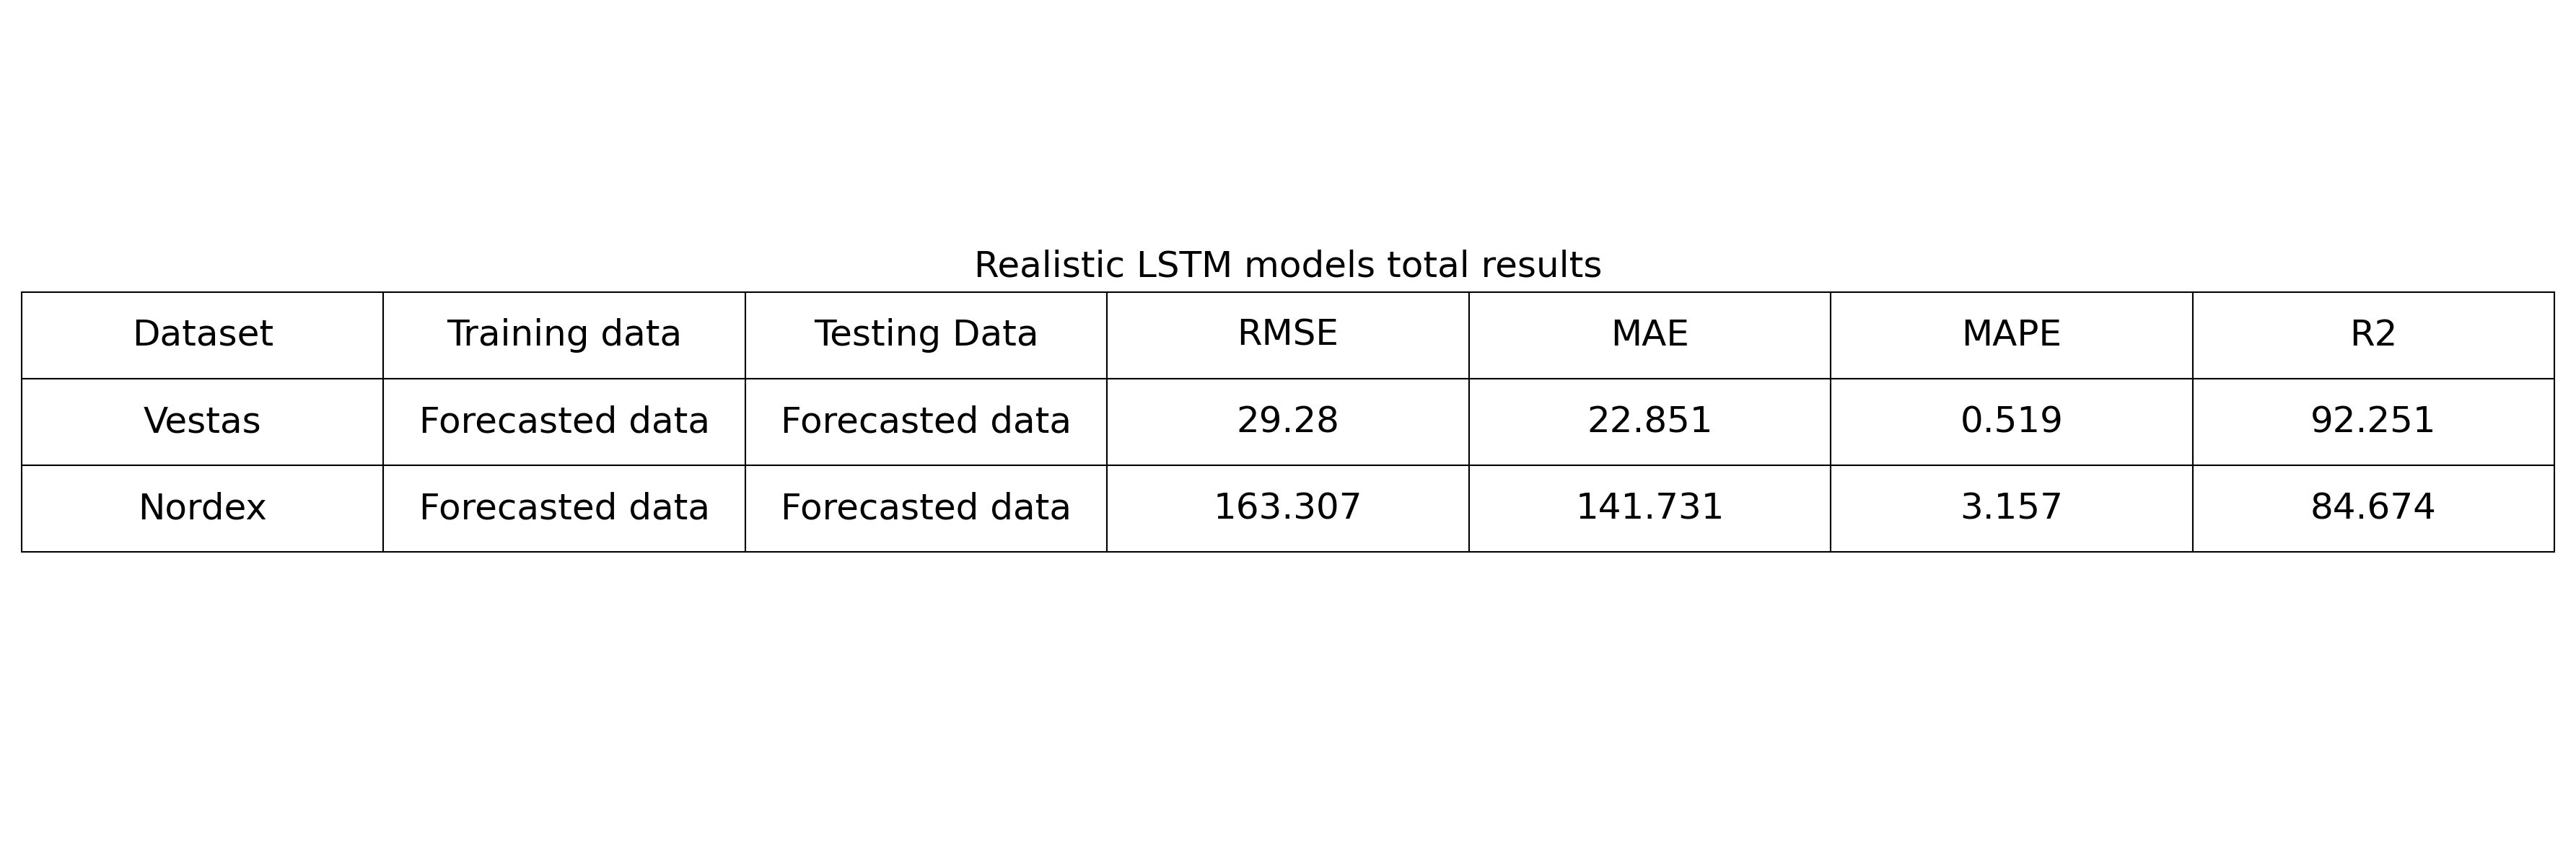 Realistic LSTM models total results
Dataset Training data Testing Data RMSE MAE MAPE R2
Vestas Forecasted data Forecasted data 29.28 22.851 0.519 92.251
Nordex Forecasted data Forecasted data 163.307 141.731 3.157 84.674